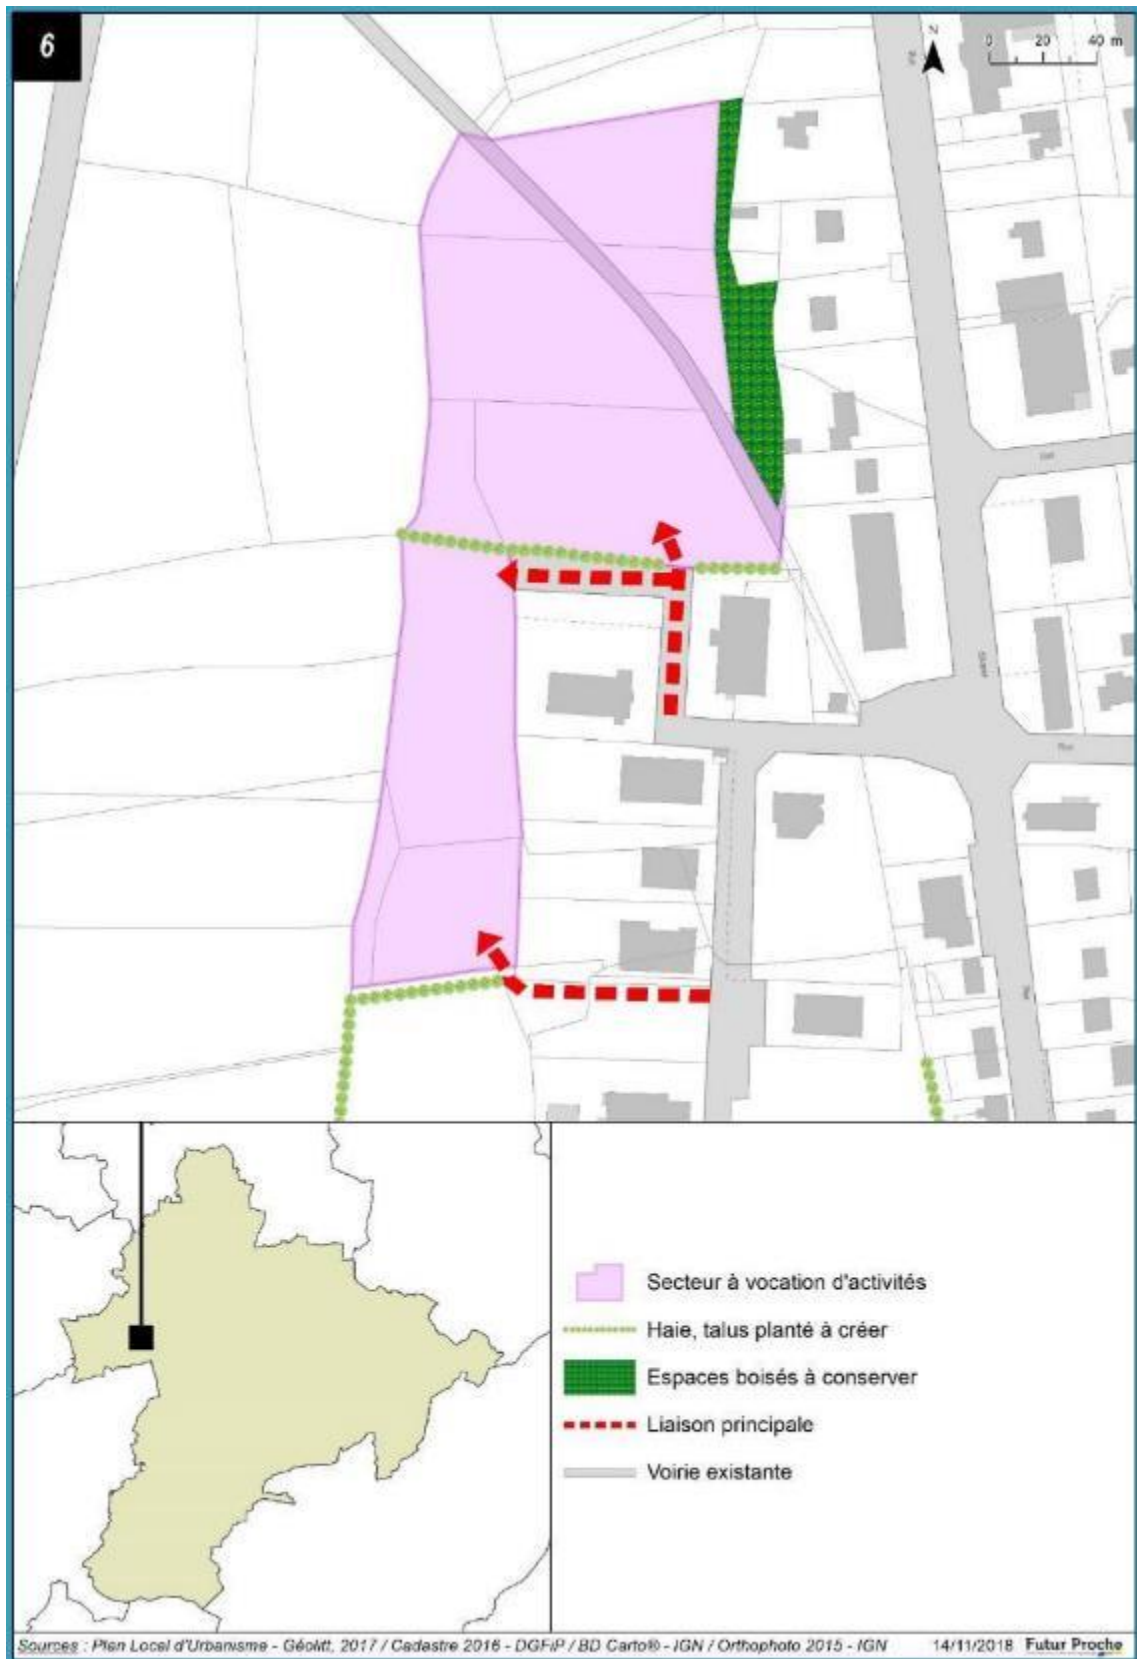 6
N
0 20 40 m
Secteur à vocation d'activités
Haie, talus planté à créer
Espaces boisés à conserver
Liaison principale
Voirie existante
Sources : Plan Local d'Urbanisme - Géolitt, 2017 / Cadastre 2016 - DGFiP / BD Carto® - IGN / Orthophoto 2015 - IGN
14/11/2018 Futur Proche